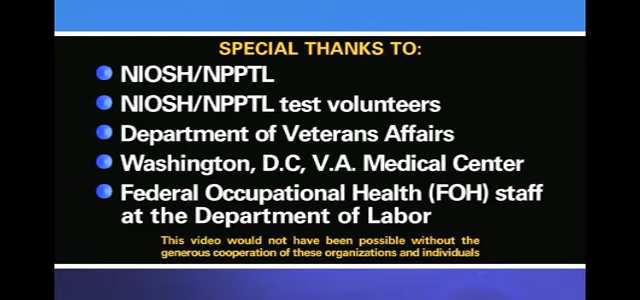 SPECIAL THANKS TO:
NIOSH/NPPTL
NIOSH/NPPTL test volunteers
Department of Veterans Affairs
Washington, D.C, V.A. Medical Center
Federal Occupational Health (FOH) staff
at the Department of Labor
This video would not have been possible without the
generous cooperation of these organizations and individuals